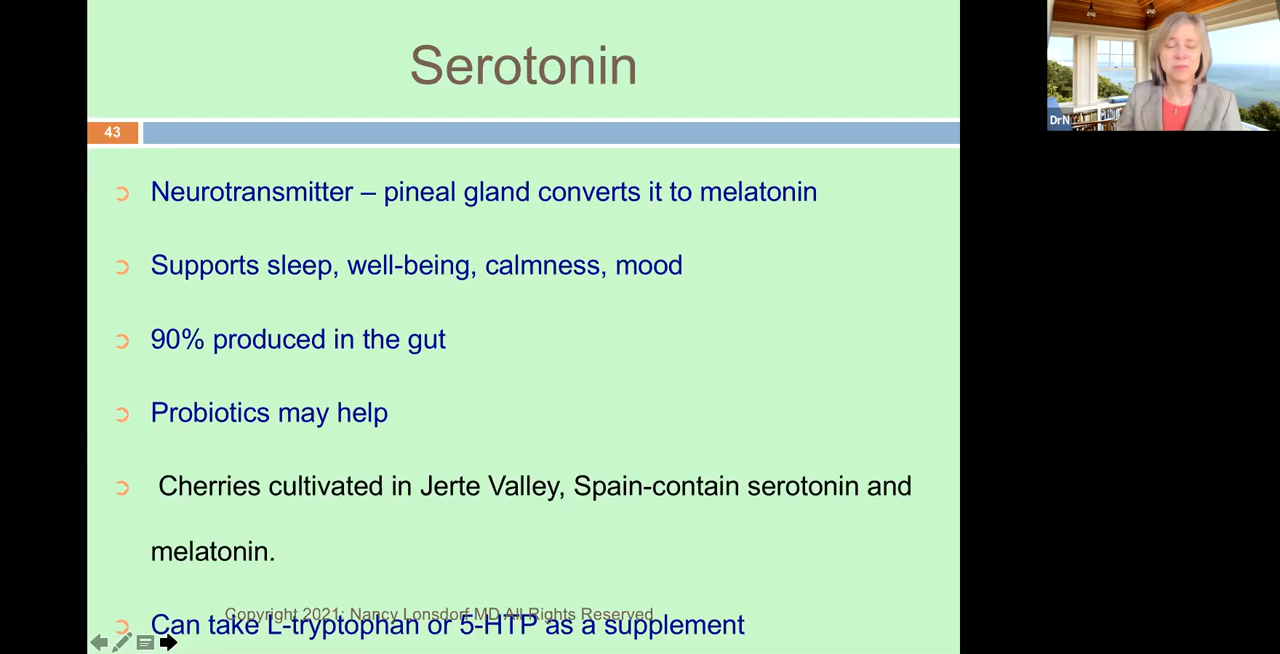 Serotonin
43
DrN
Neurotransmitter – pineal gland converts it to melatonin
Supports sleep, well-being, calmness, mood
90% produced in the gut
Probiotics may help
Cherries cultivated in Jerte Valley, Spain-contain serotonin and
melatonin.
Copyright 2021: Nancy Lonsdorf MD All Rights Reserved
Can take L-tryptophan or 5-HTP as a supplement